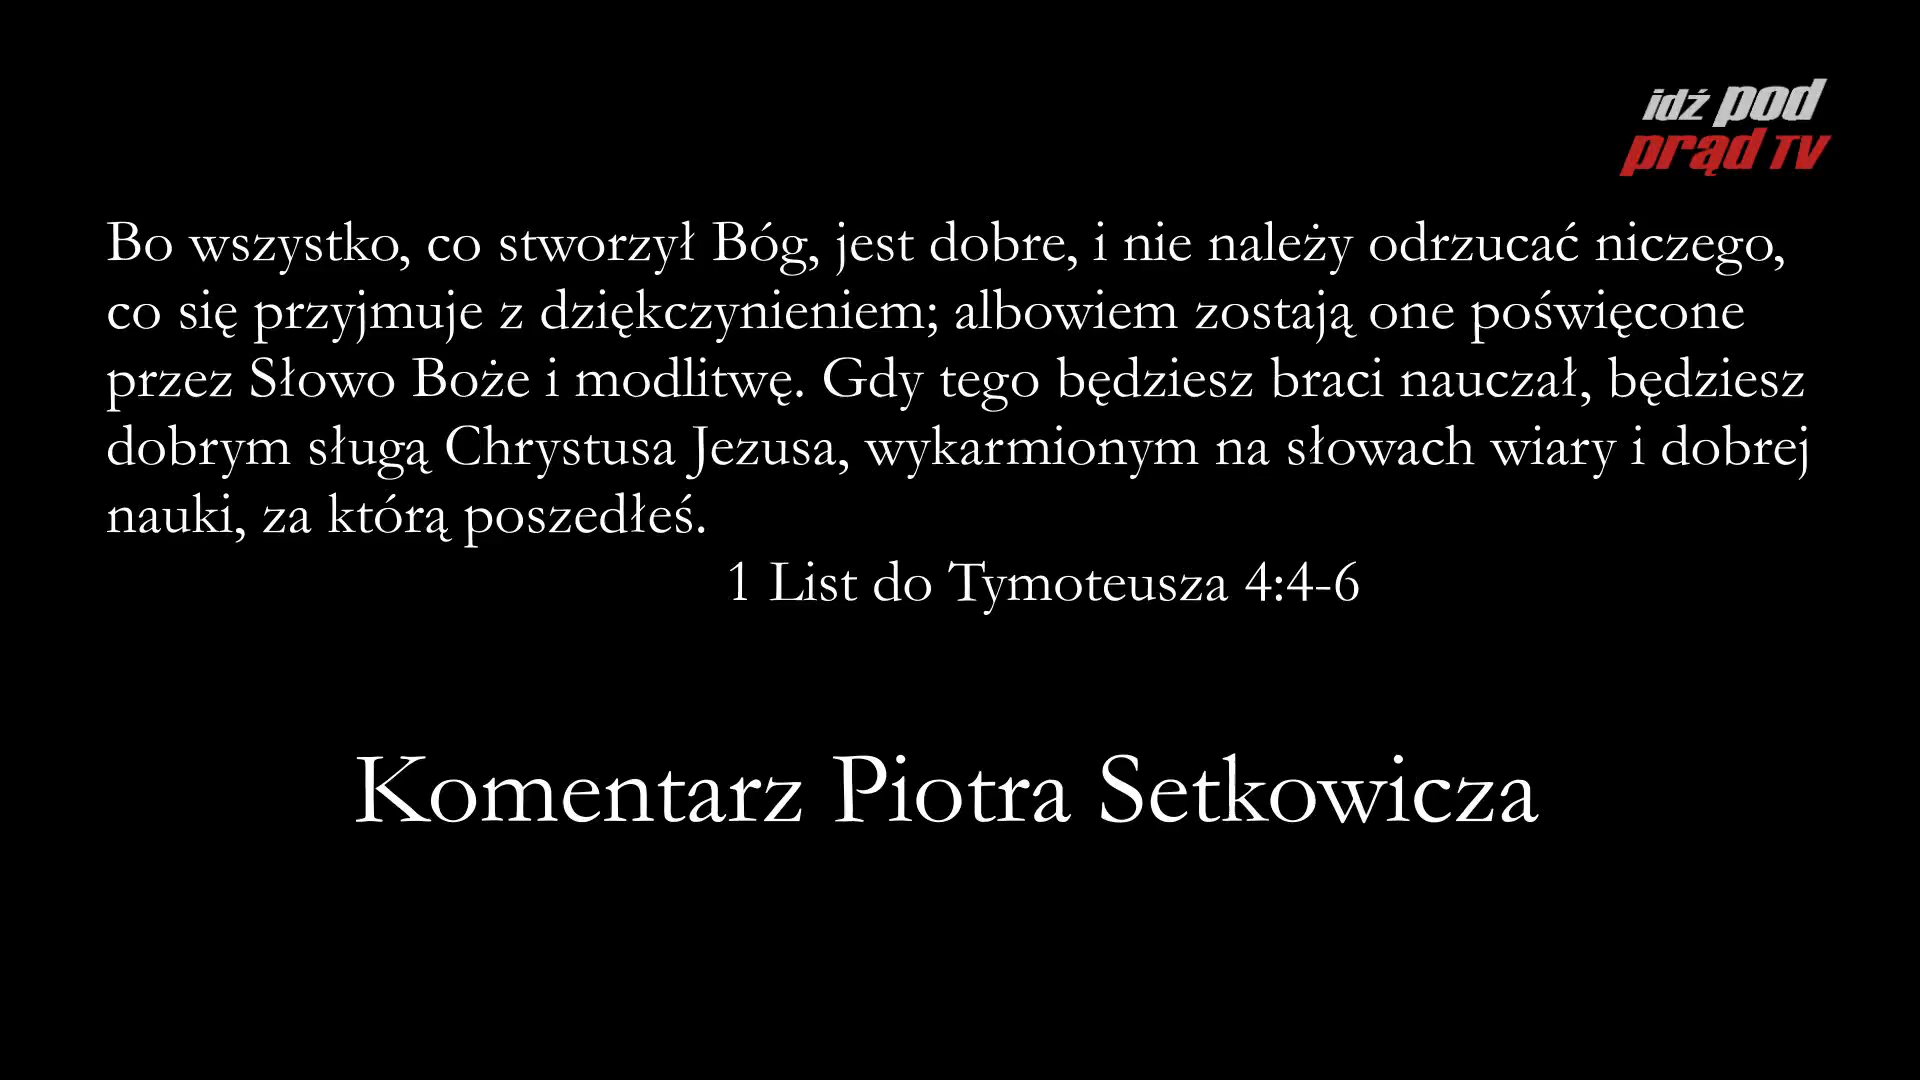 idź pod
prąd TV
Bo wszystko, co stworzył Bóg, jest dobre, i nie należy odrzucać niczego,
co się przyjmuje z dziękczynieniem; albowiem zostają one poświęcone
przez Słowo Boże i modlitwę. Gdy tego będziesz braci nauczał, będziesz
dobrym sługą Chrystusa Jezusa, wykarmionym na słowach wiary i dobrej
nauki, za którą poszedłeś.
1 List do Tymoteusza 4:4-6
Komentarz Piotra Setkowicza